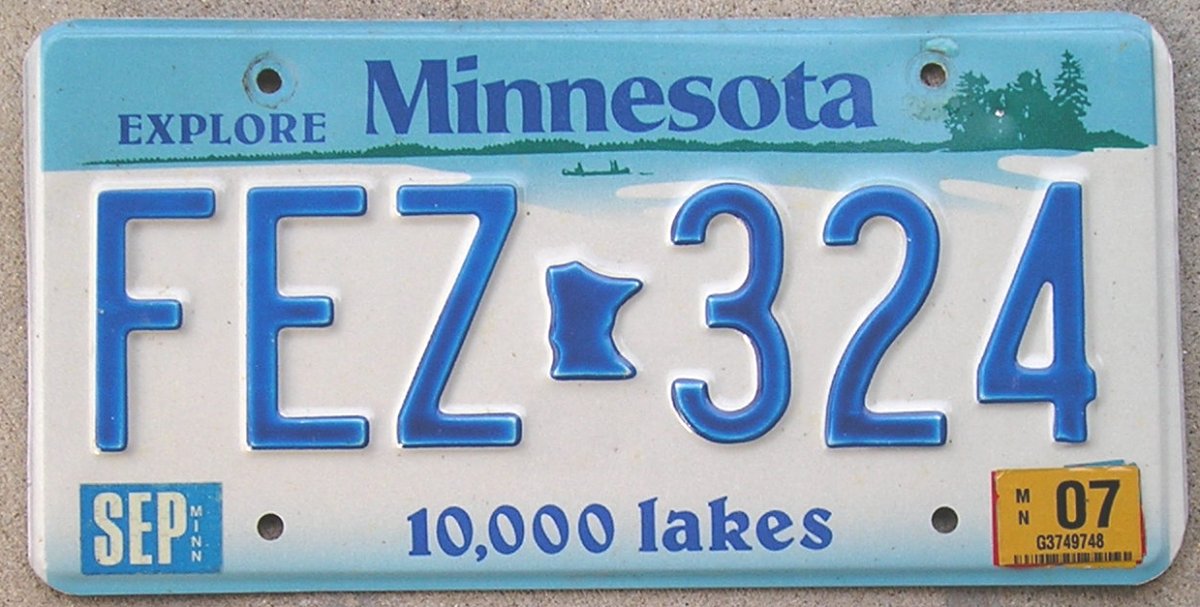 EXPLORE Minnesota
FEZ 324
SEP MINN
10,000 lakes
MN 07
G3749748